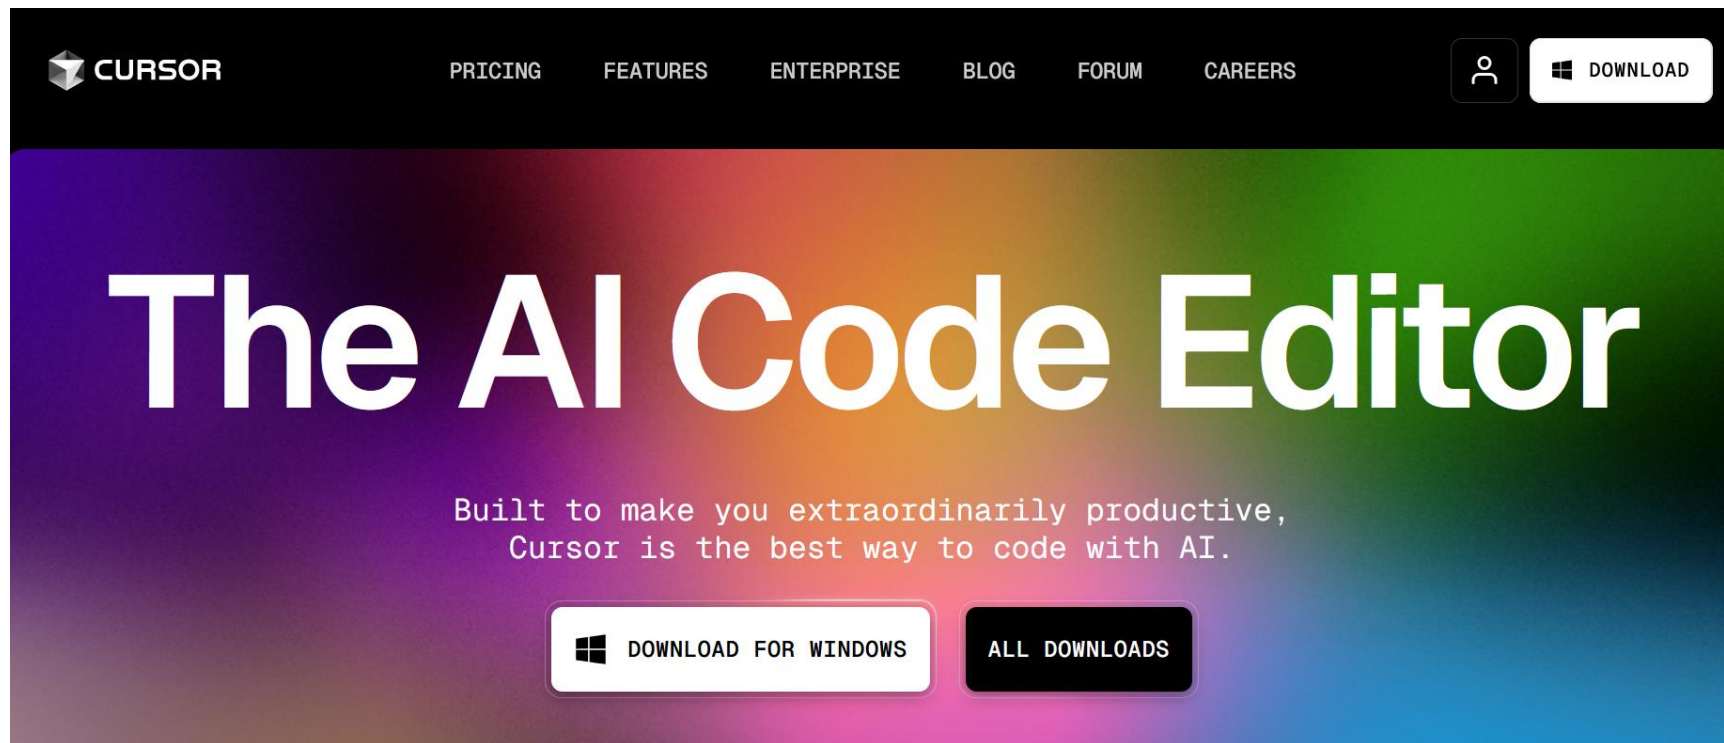 CURSOR
PRICING
FEATURES
ENTERPRISE
BLOG
FORUM
CAREERS
DOWNLOAD
The AI Code Editor
Built to make you extraordinarily productive,
Cursor is the best way to code with AI.
DOWNLOAD FOR WINDOWS
ALL DOWNLOADS